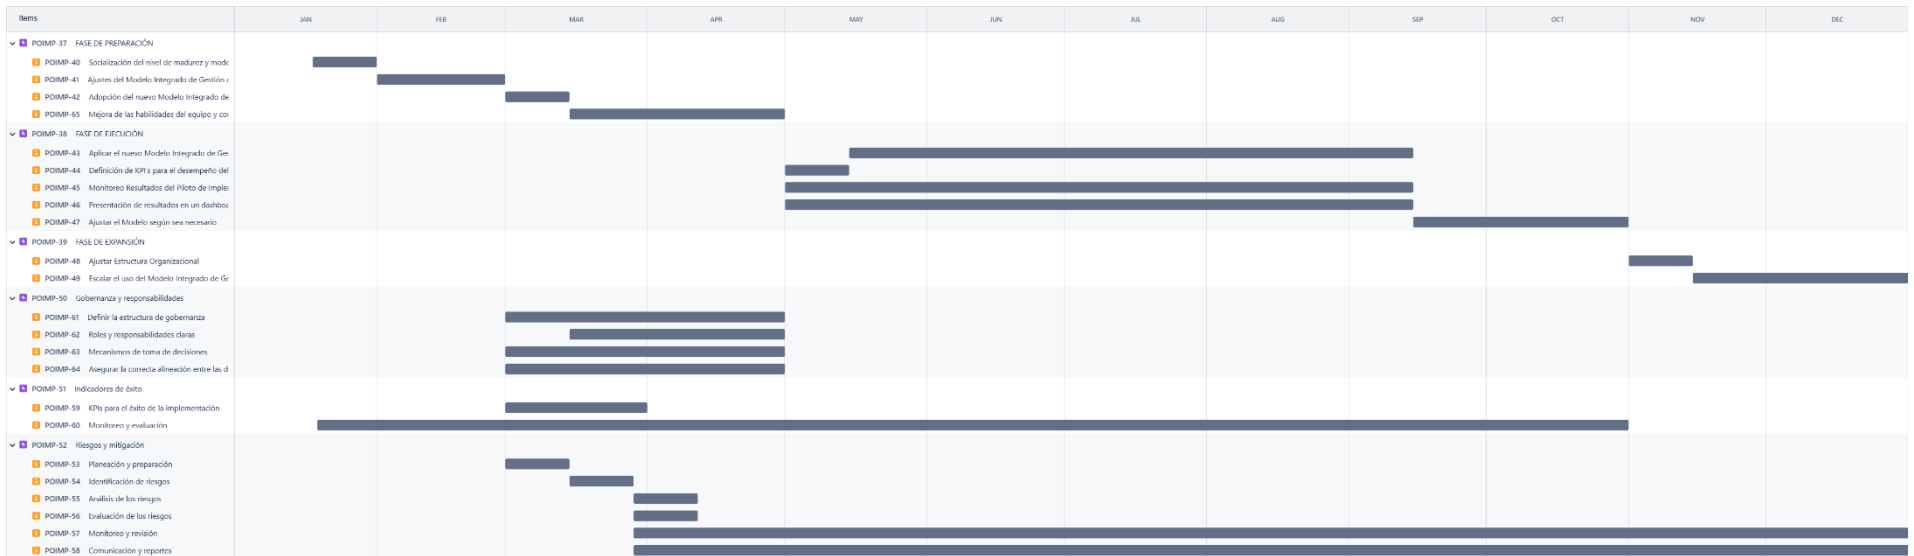 Items JAN FEB MAR APR MAY JUN JUL AUG SEP OCT NOV DEC
POIMP-37 FASE DE PREPARACIÓN
POIMP-40 Socialización del nivel de madurez y mode
POIMP-41 Ajustes del Modelo Integrado de Gestión
POIMP-42 Adopción del nuevo Modelo Integrado de
POIMP-65 Mejora de las habilidades del equipo y co
POIMP-38 FASE DE EJECUCIÓN
POIMP-43 Aplicar el nuevo Modelo Integrado de Ges
POIMP-44 Definición de KPI's para el desempeño del
POIMP-45 Monitoreo Resultados del Piloto de Imple
POIMP-46 Presentación de resultados en un dashboa
POIMP-47 Ajustar el Modelo según sea necesario
POIMP-39 FASE DE EXPANSIÓN
POIMP-48 Ajustar Estructura Organizacional
POIMP-49 Escalar el uso del Modelo Integrado de Ge
POIMP-50 Gobernanza y responsabilidades
POIMP-61 Definir la estructura de gobernanza
POIMP-62 Roles y responsabilidades claras
POIMP-63 Mecanismos de toma de decisiones
POIMP-64 Asegurar la correcta alineación entre las d
POIMP-51 Indicadores de éxito
POIMP-59 KPIs para el éxito de la implementación
POIMP-60 Monitoreo y evaluación
POIMP-52 Riesgos y mitigación
POIMP-53 Planeación y preparación
POIMP-54 Identificación de riesgos
POIMP-55 Análisis de los riesgos
POIMP-56 Evaluación de los riesgos
POIMP-57 Monitoreo y revisión
POIMP-58 Comunicación y reportes